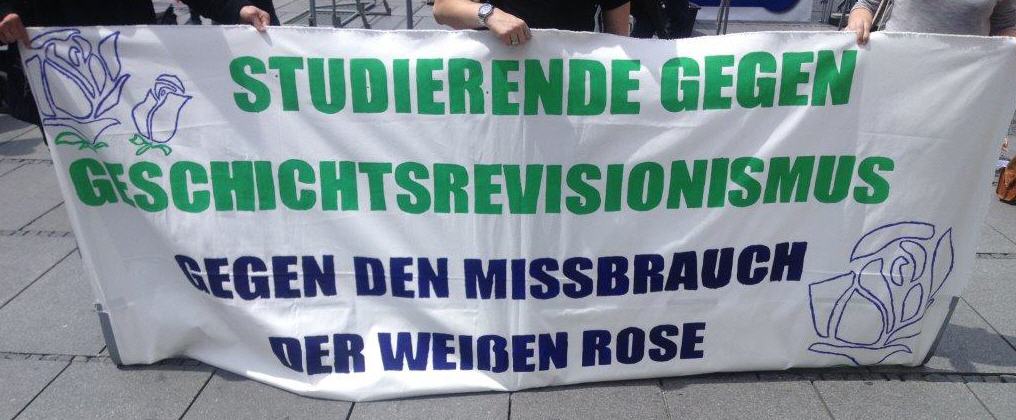 STUDIERENDE GEGEN
GESCHICHTSREVISIONISMUS
GEGEN DEN MISSBRAUCH
DER WEIßEN ROSE